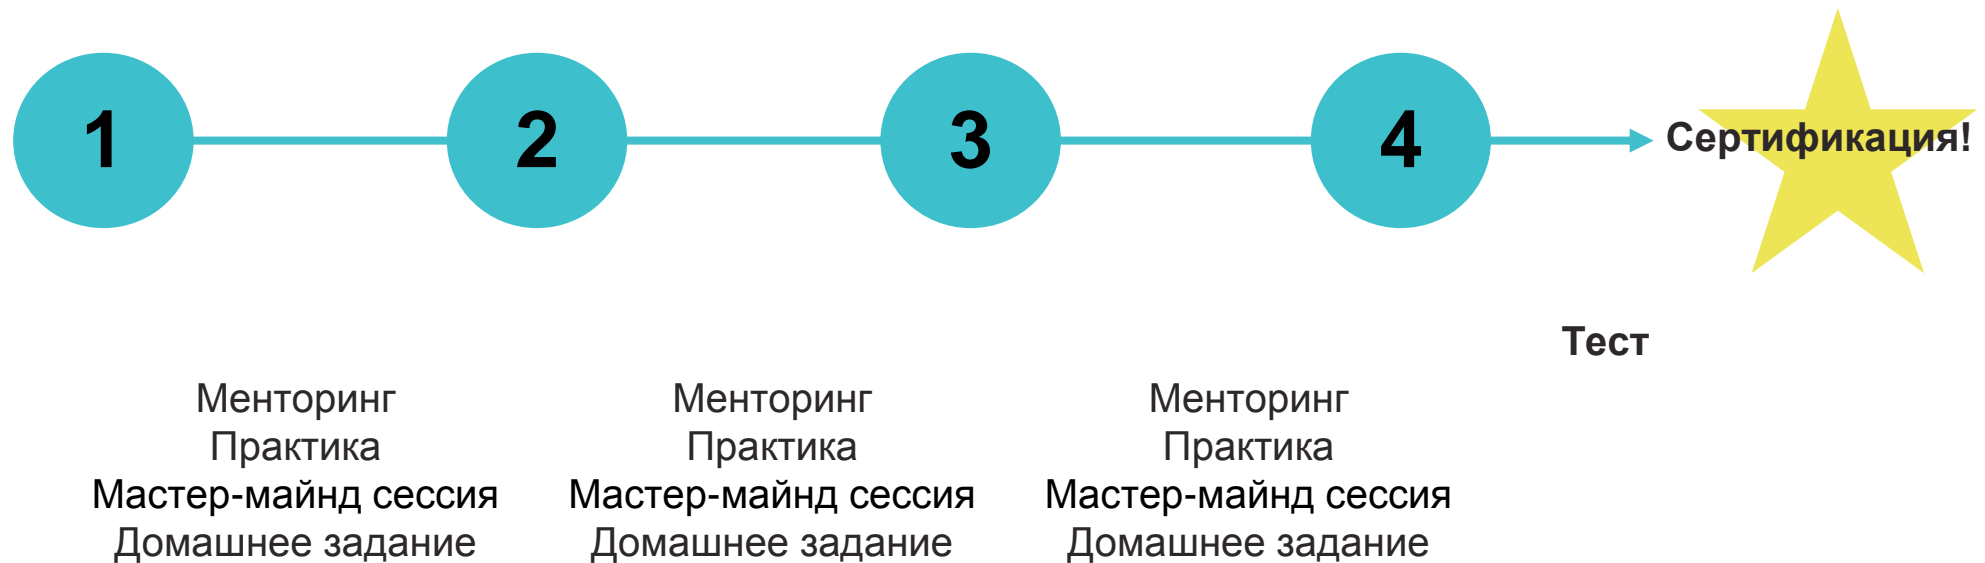 1
2
3
4
Сертификация!
Тест
Менторинг
Практика
Мастер-майнд сессия
Домашнее задание
Менторинг
Практика
Мастер-майнд сессия
Домашнее задание
Менторинг
Практика
Мастер-майнд сессия
Домашнее задание